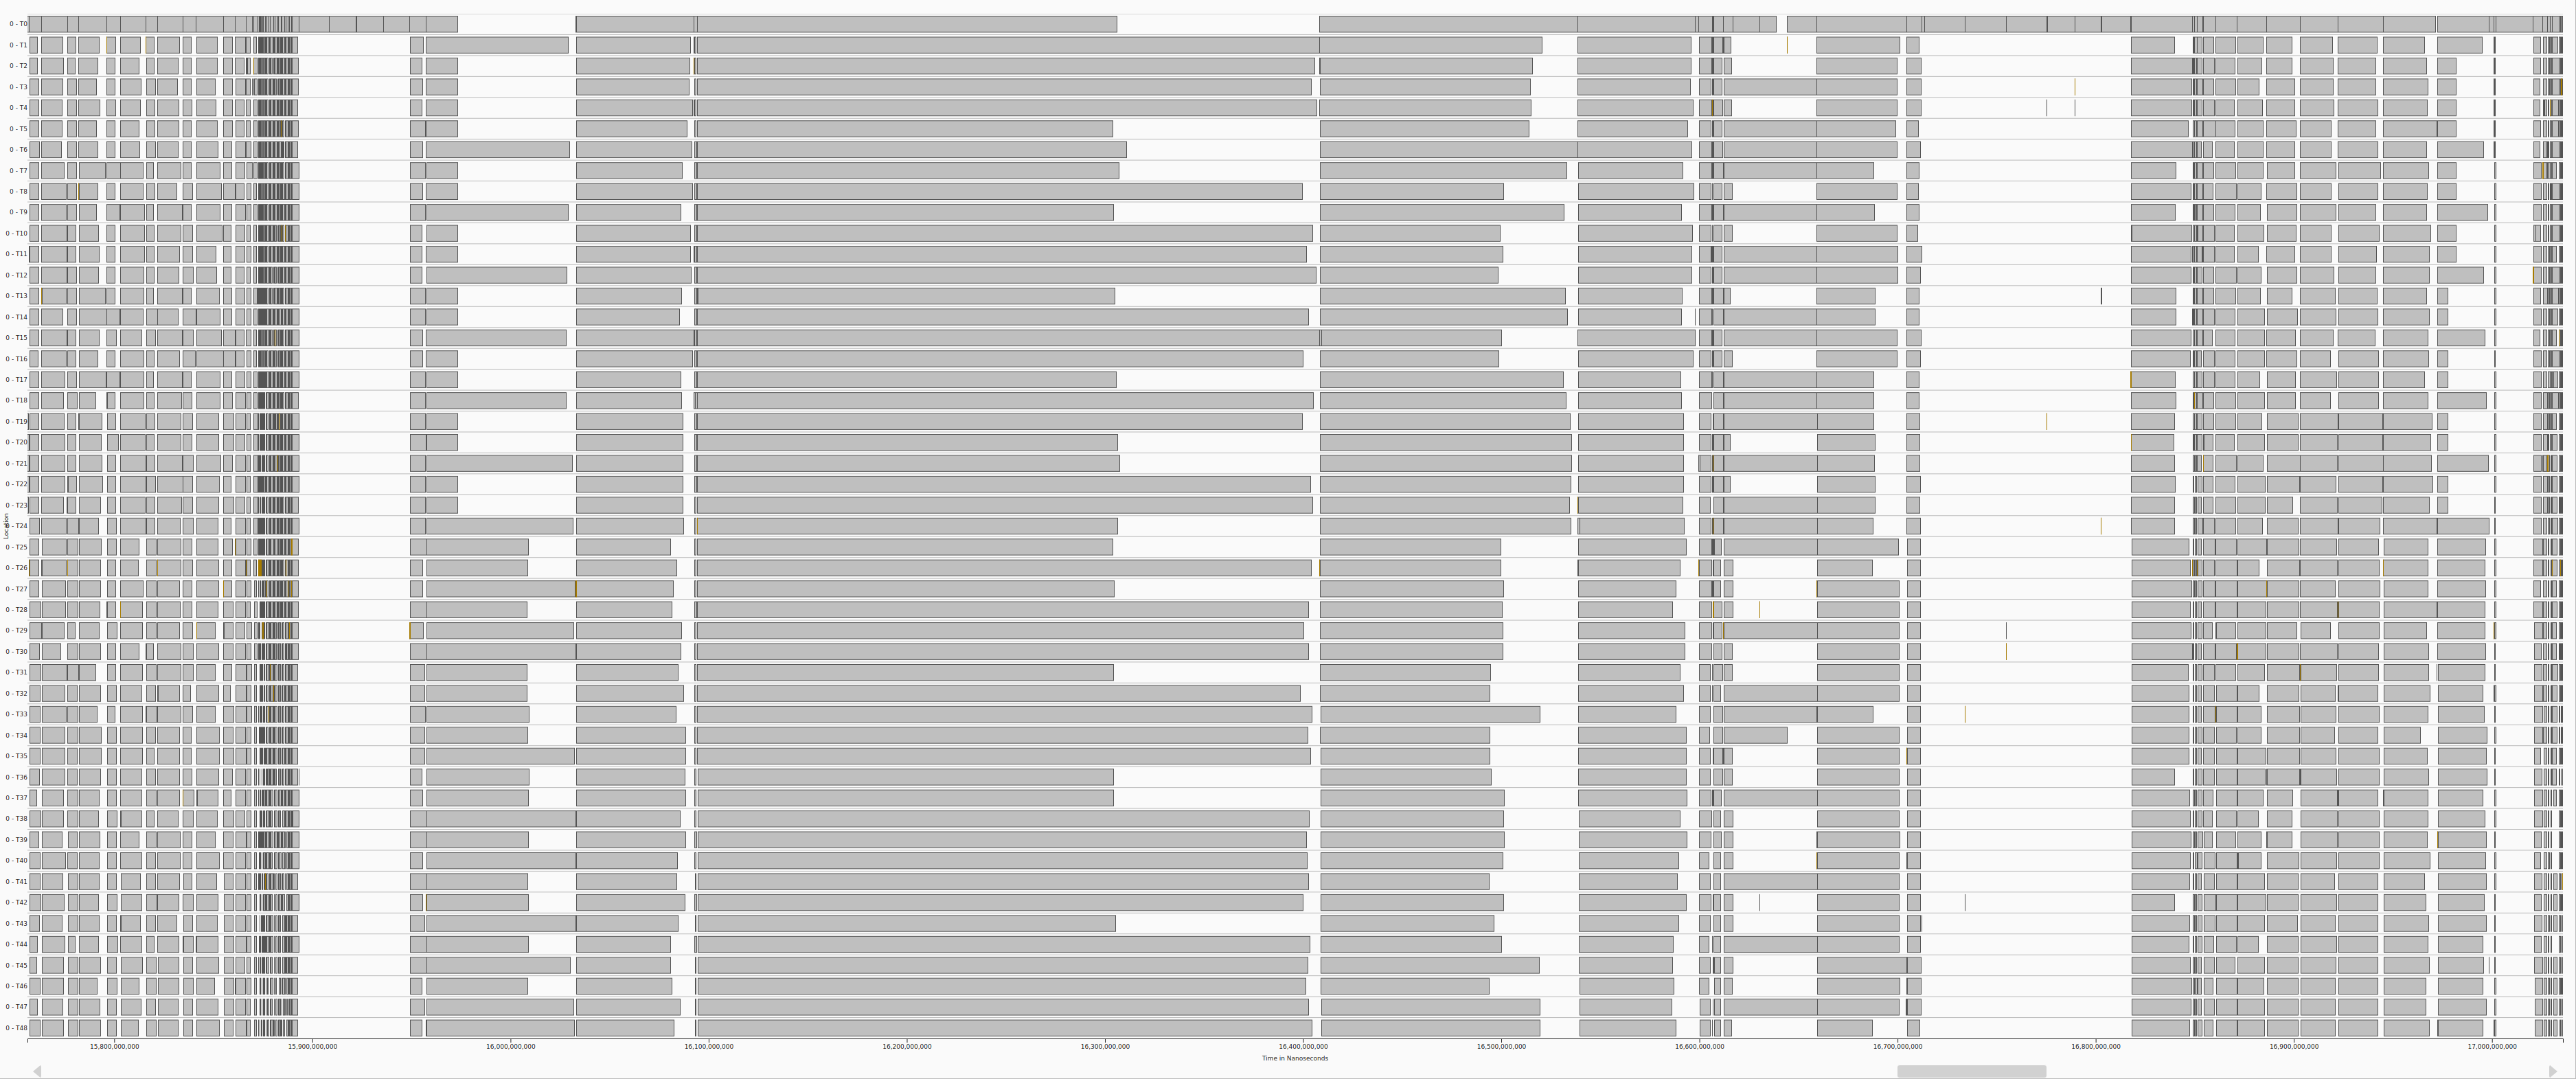 0 - T0
0 - T1
0 - T2
0 - T3
0 - T4
0 - T5
0 - T6
0 - T7
0 - T8
0 - T9
0 - T10
0 - T11
0 - T12
0 - T13
0 - T14
0 - T15
0 - T16
0 - T17
0 - T18
0 - T19
0 - T20
0 - T21
0 - T22
0 - T23
Location
0 - T24
0 - T25
0 - T26
0 - T27
0 - T28
0 - T29
0 - T30
0 - T31
0 - T32
0 - T33
0 - T34
0 - T35
0 - T36
0 - T37
0 - T38
0 - T39
0 - T40
0 - T41
0 - T42
0 - T43
0 - T44
0 - T45
0 - T46
0 - T47
0 - T48
15,800,000,000 15,900,000,000 16,000,000,000 16,100,000,000 16,200,000,000 16,300,000,000 16,400,000,000 16,500,000,000 16,600,000,000 16,700,000,000 16,800,000,000 16,900,000,000 17,000,000,000
Time in Nanoseconds